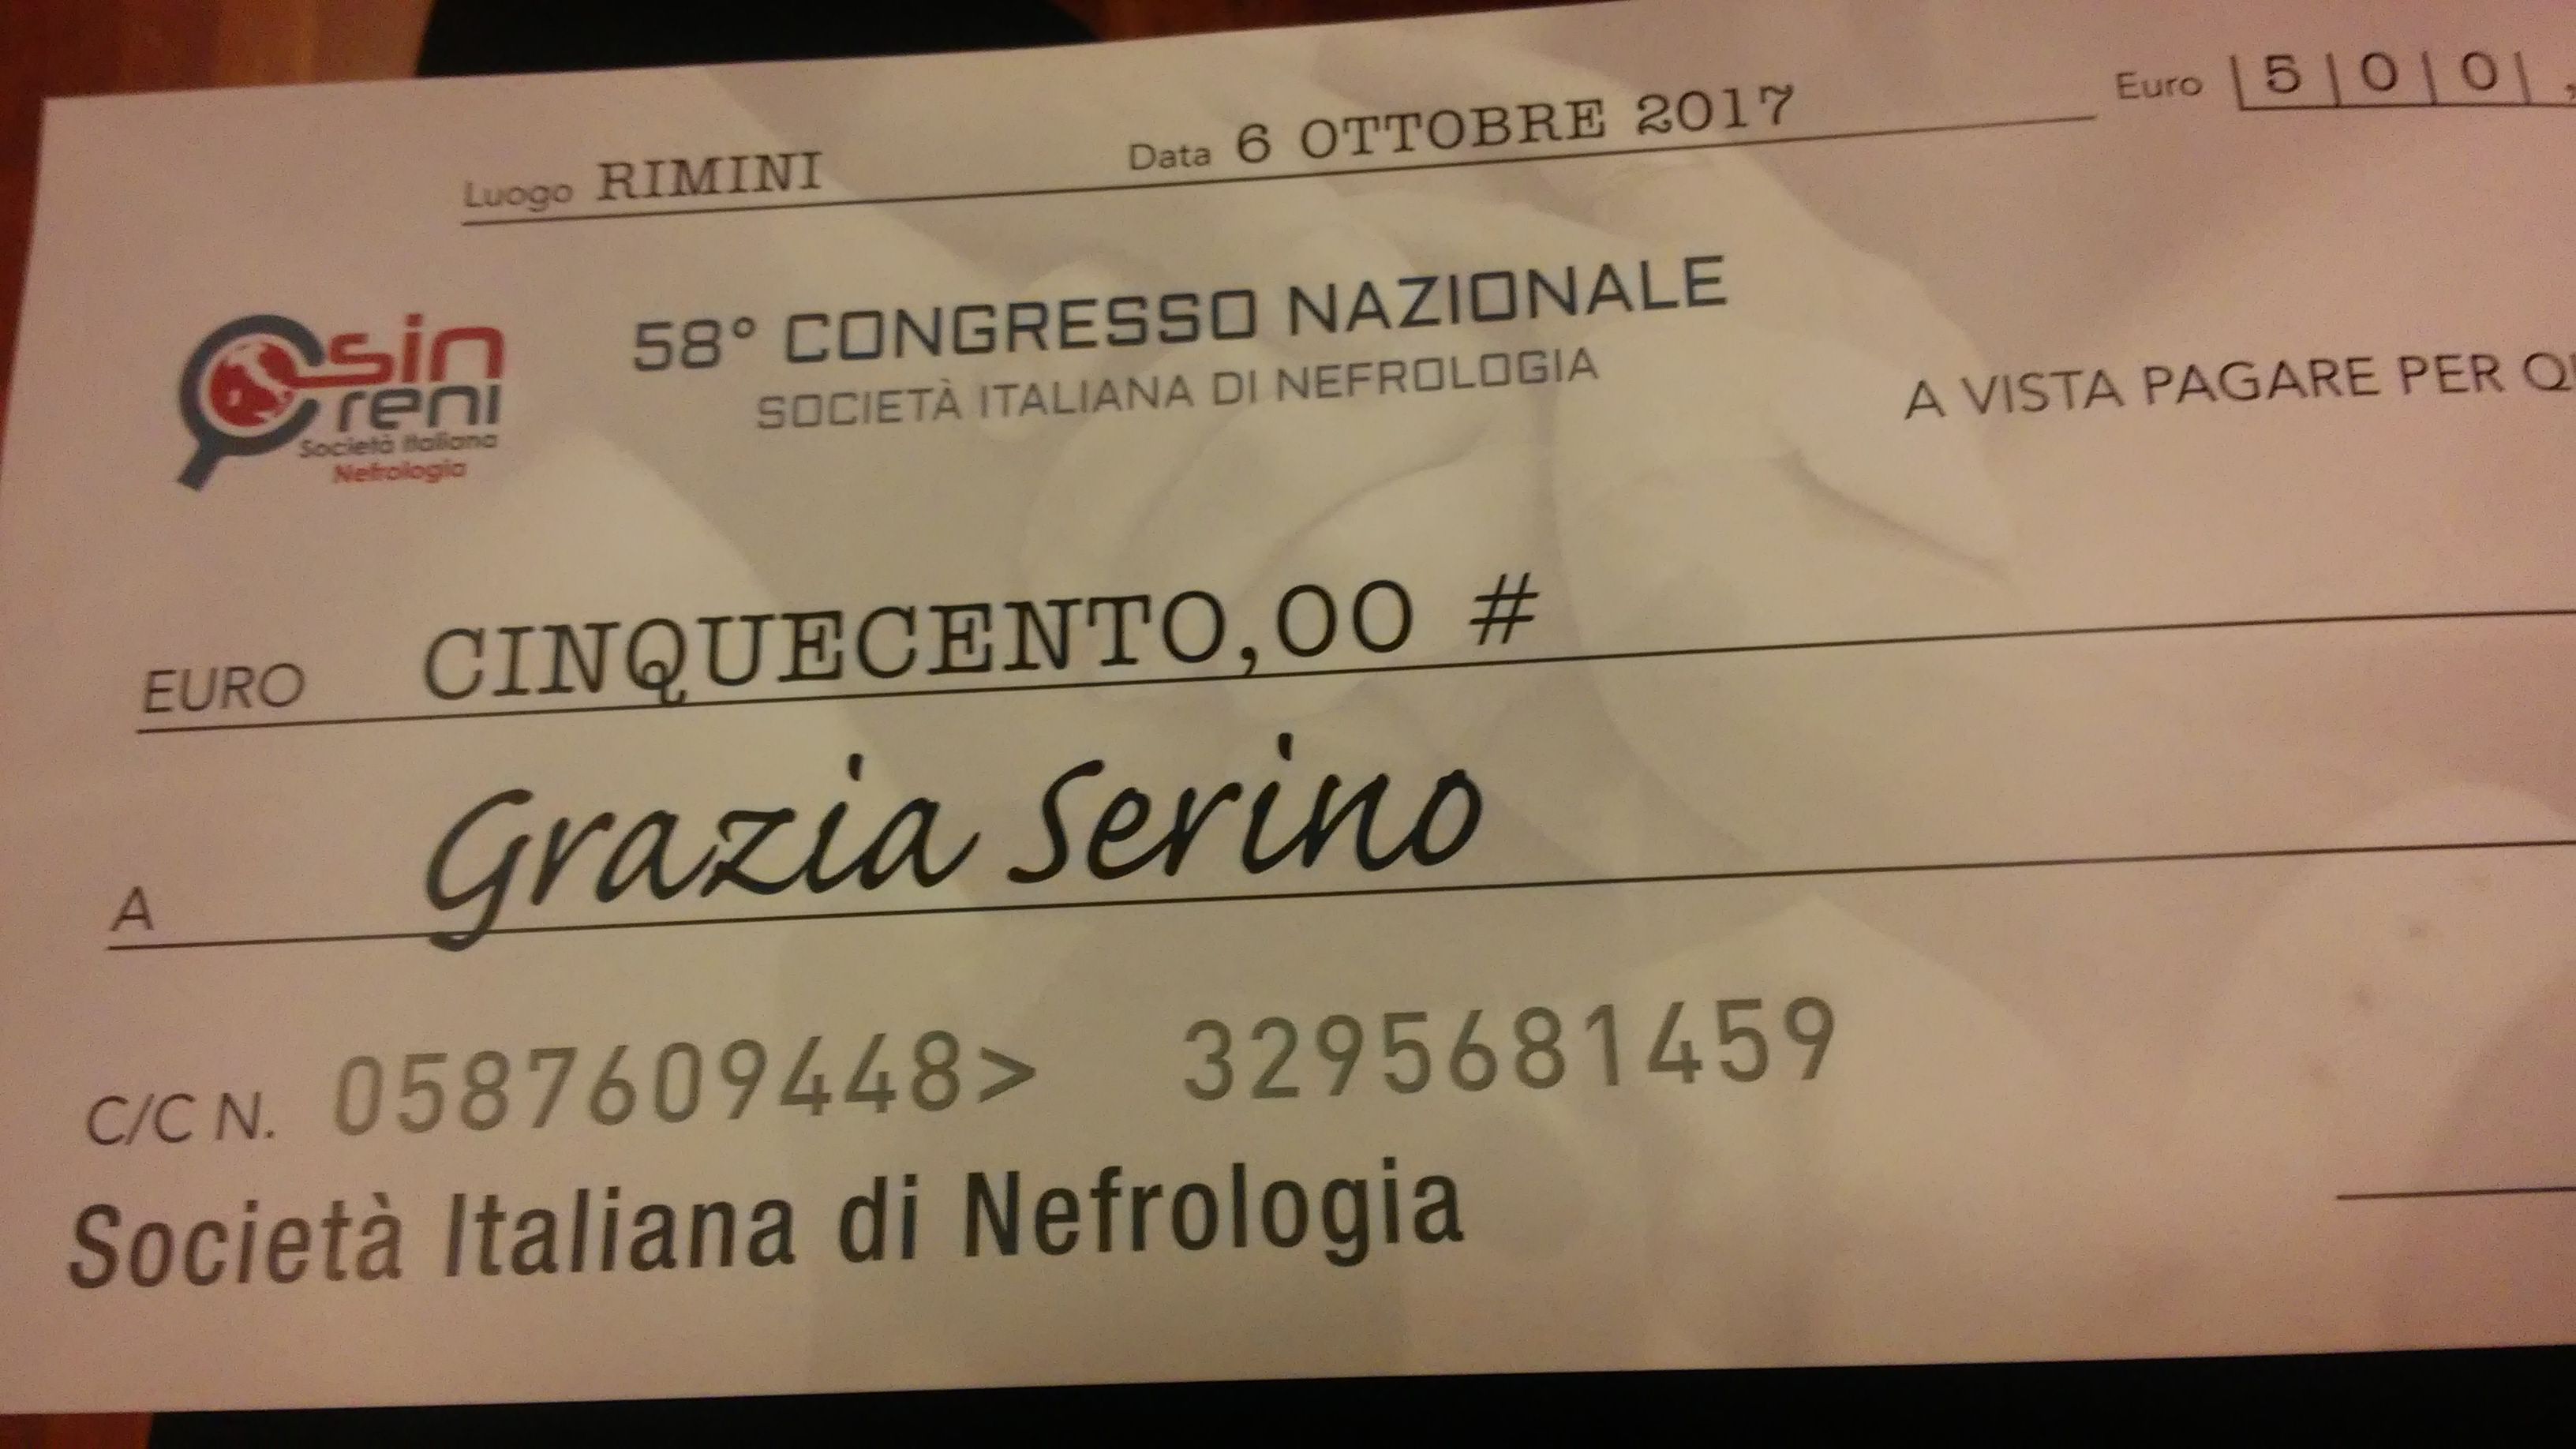 Luogo RIMINI Data 6 OTTOBRE 2017 Euro |5|0|0|,
sin
reni
Società Italiana
Nefrologia
58° CONGRESSO NAZIONALE
SOCIETÀ ITALIANA DI NEFROLOGIA
A VISTA PAGARE PER
EURO CINQUECENTO,00 #
A Grazia Serino
C/C N. 0587609448> 3295681459
Società Italiana di Nefrologia